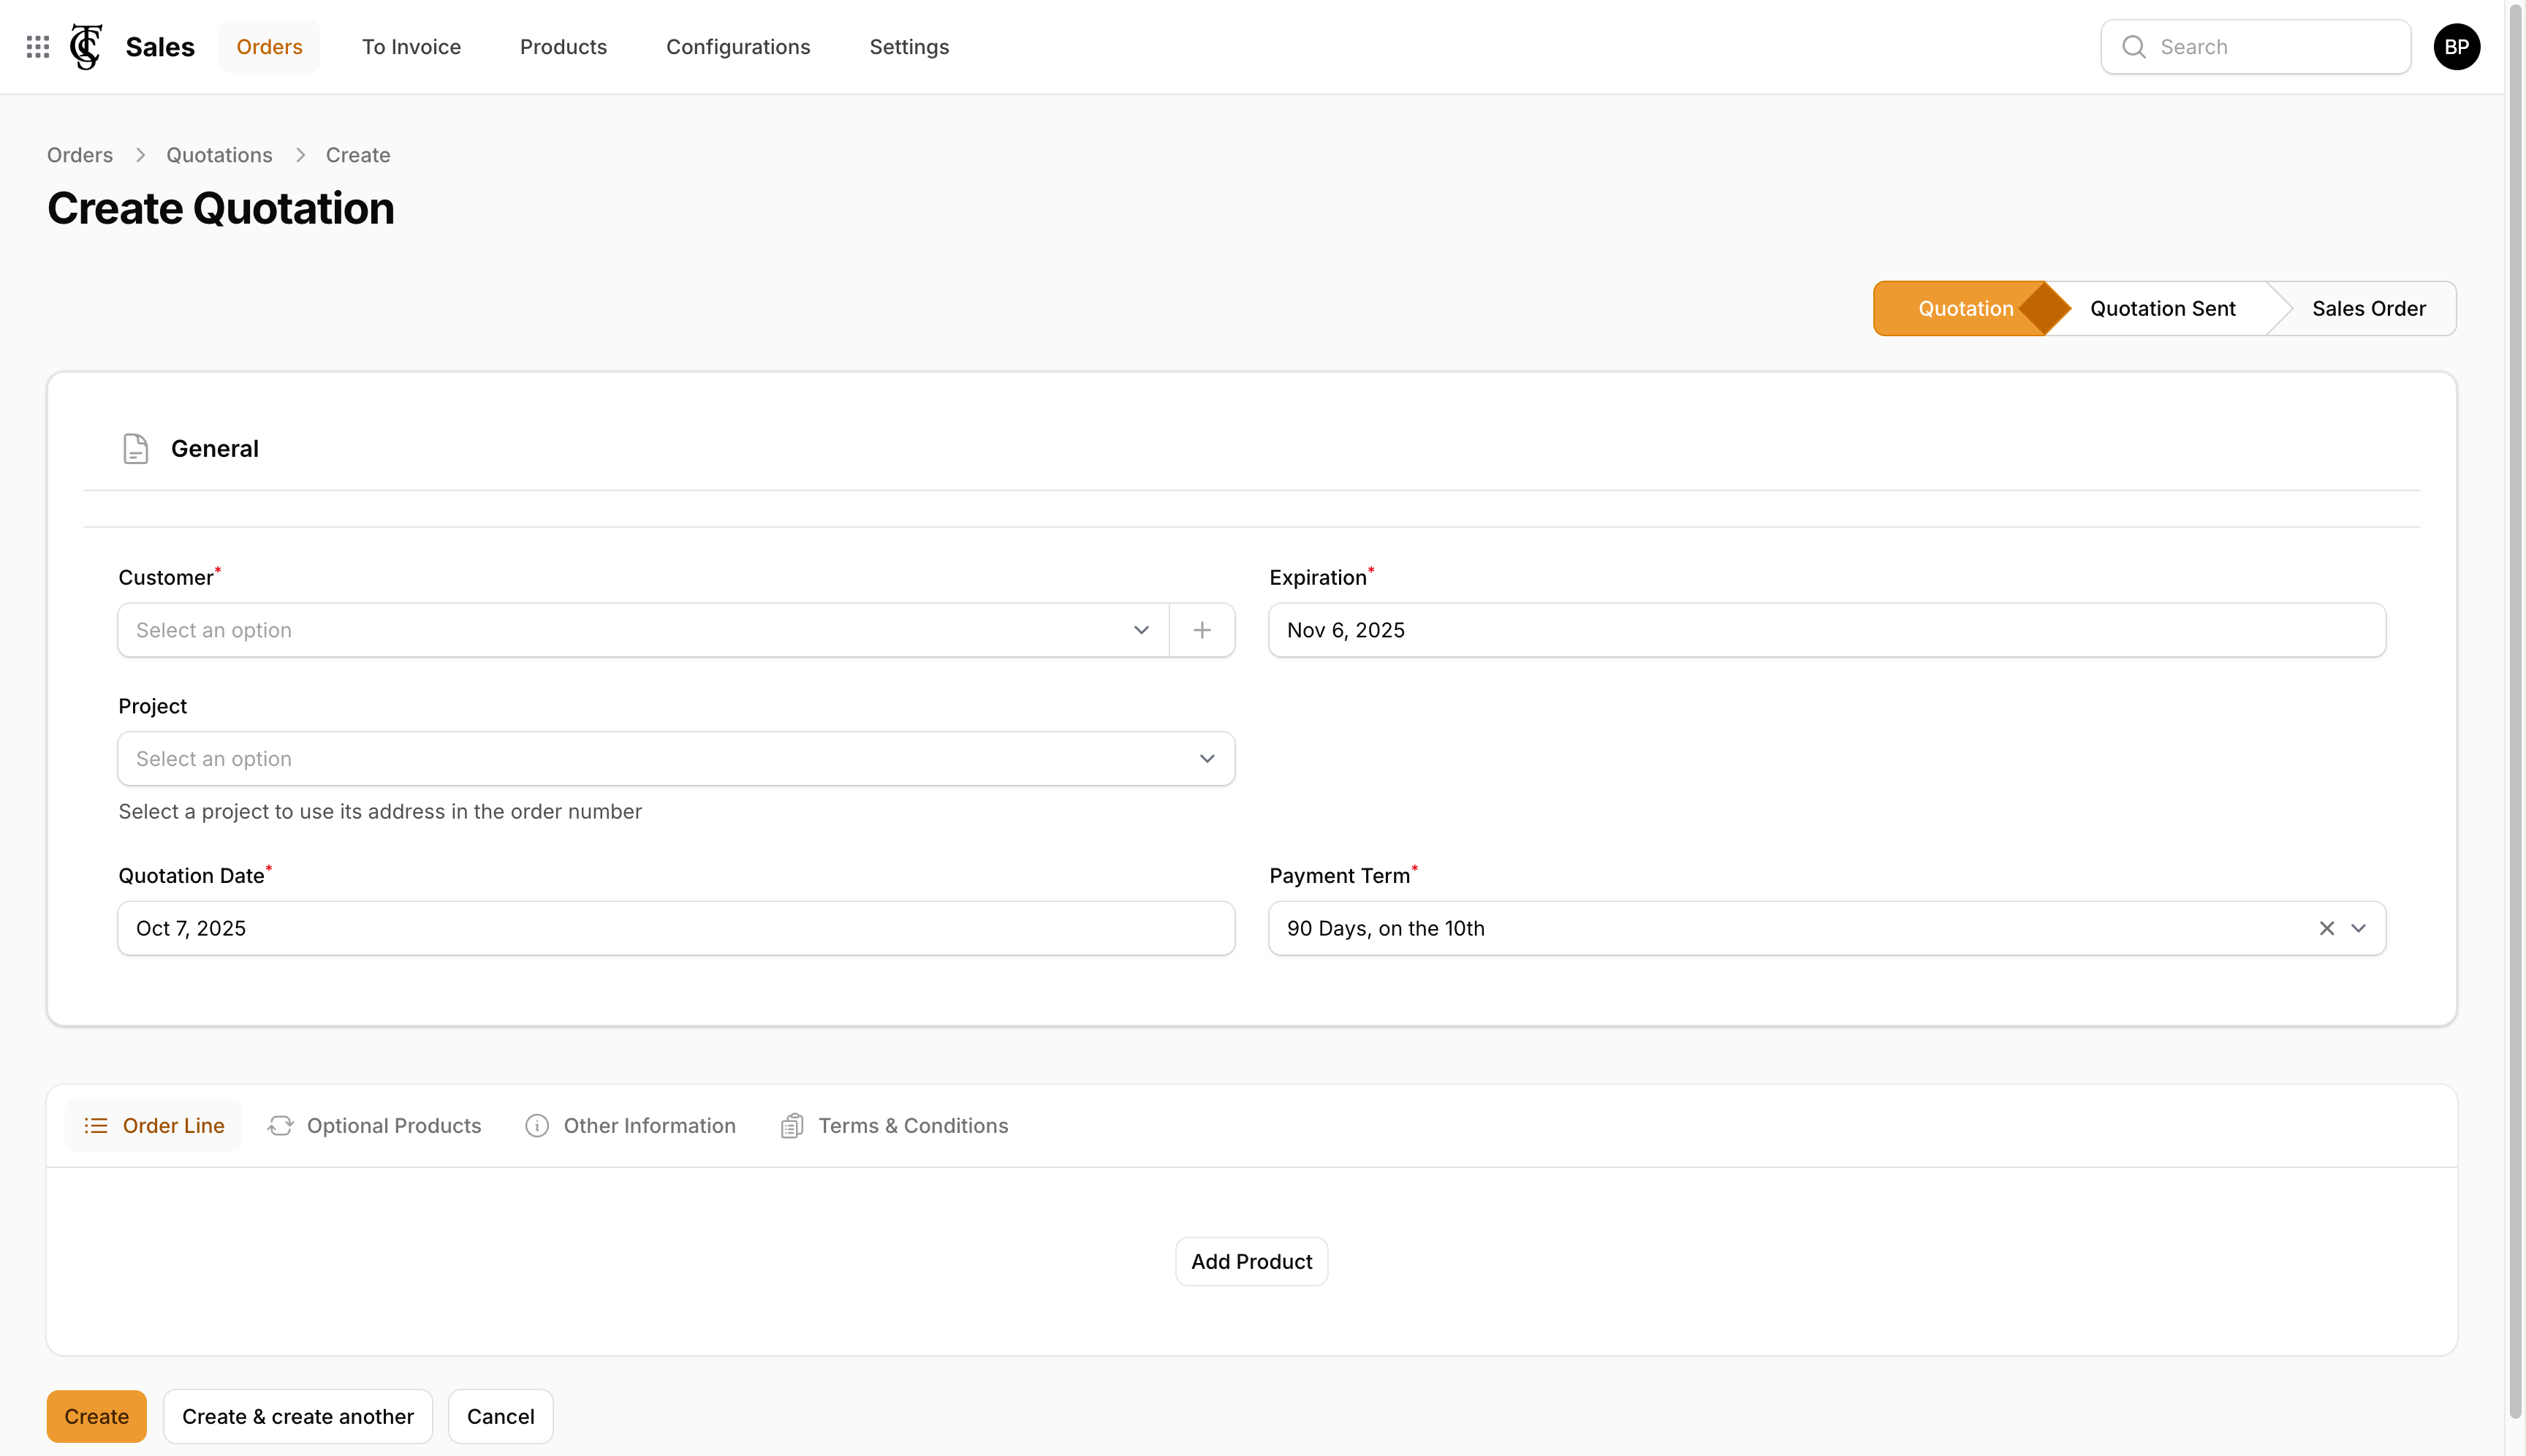 Sales Orders To Invoice Products Configurations Settings Search BP
Orders Quotations Create
Create Quotation
Quotation Quotation Sent Sales Order
General
Customer* Expiration*
Select an option Nov 6, 2025
Project
Select an option
Select a project to use its address in the order number
Quotation Date* Payment Term*
Oct 7, 2025 90 Days, on the 10th
Order Line Optional Products Other Information Terms & Conditions
Add Product
Create Create & create another Cancel